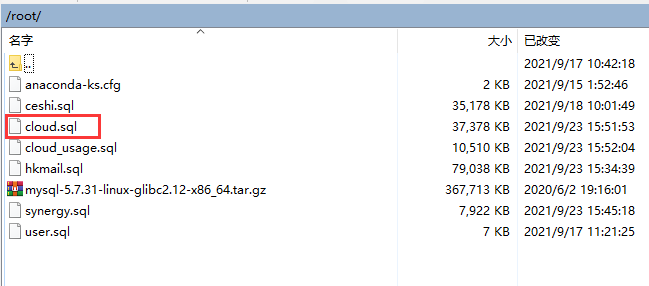 /root/
名字 大小 已改变
.. 2021/9/17 10:42:18
anaconda-ks.cfg 2 KB 2021/9/15 1:52:46
ceshi.sql 35,178 KB 2021/9/18 10:01:49
cloud.sql 37,378 KB 2021/9/23 15:51:53
cloud_usage.sql 10,510 KB 2021/9/23 15:52:04
hkmail.sql 79,038 KB 2021/9/23 15:34:39
mysql-5.7.31-linux-glibc2.12-x86_64.tar.gz 367,713 KB 2020/6/2 19:16:01
synergy.sql 7,922 KB 2021/9/23 15:45:18
user.sql 7 KB 2021/9/17 11:21:25